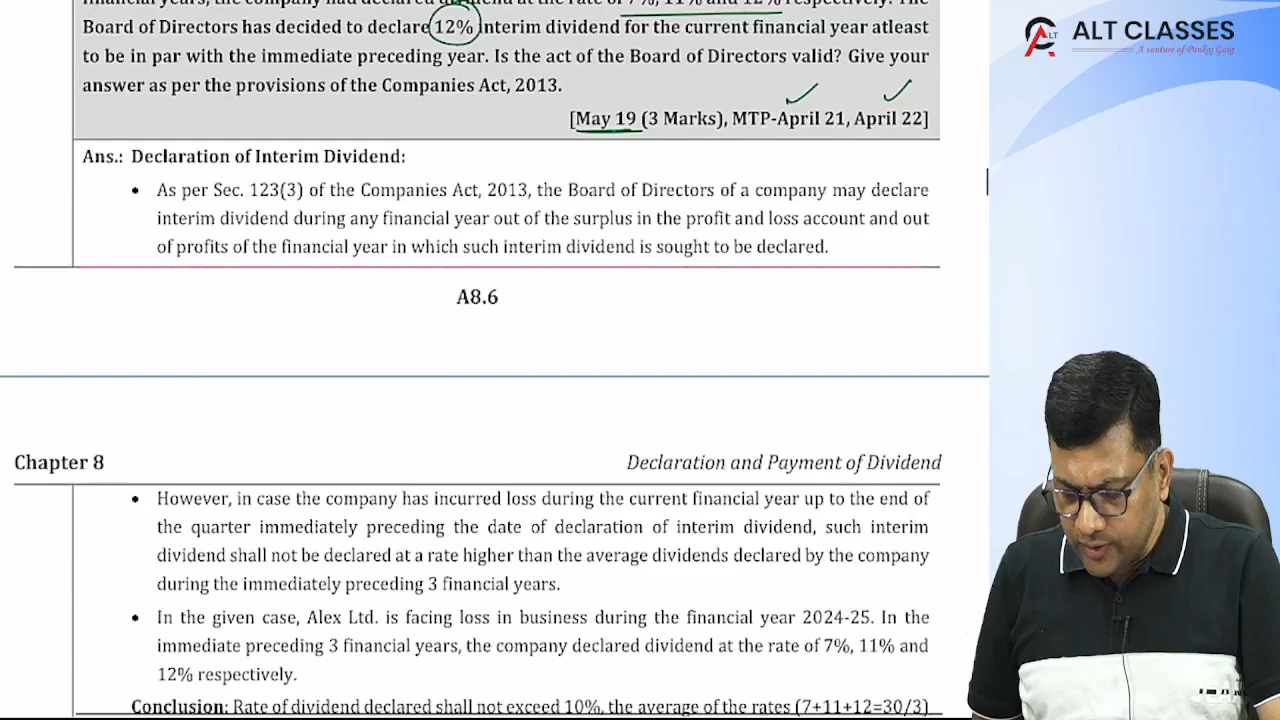 financial years, the company had declared dividend at the rate of 7%, 11% and 12% respectively. The
Board of Directors has decided to declare 12% interim dividend for the current financial year atleast
to be in par with the immediate preceding year. Is the act of the Board of Directors valid? Give your
answer as per the provisions of the Companies Act, 2013.
[May 19 (3 Marks), MTP-April 21, April 22]
Ans.: Declaration of Interim Dividend:
• As per Sec. 123(3) of the Companies Act, 2013, the Board of Directors of a company may declare
interim dividend during any financial year out of the surplus in the profit and loss account and out
of profits of the financial year in which such interim dividend is sought to be declared.
A8.6
Chapter 8
Declaration and Payment of Dividend
• However, in case the company has incurred loss during the current financial year up to the end of
the quarter immediately preceding the date of declaration of interim dividend, such interim
dividend shall not be declared at a rate higher than the average dividends declared by the company
during the immediately preceding 3 financial years.
• In the given case, Alex Ltd. is facing loss in business during the financial year 2024-25. In the
immediate preceding 3 financial years, the company declared dividend at the rate of 7%, 11% and
12% respectively.
Conclusion: Rate of dividend declared shall not exceed 10%, the average of the rates (7+11+12=30/3)
ALT
ALT CLASSES
A venture of Pankaj Garg